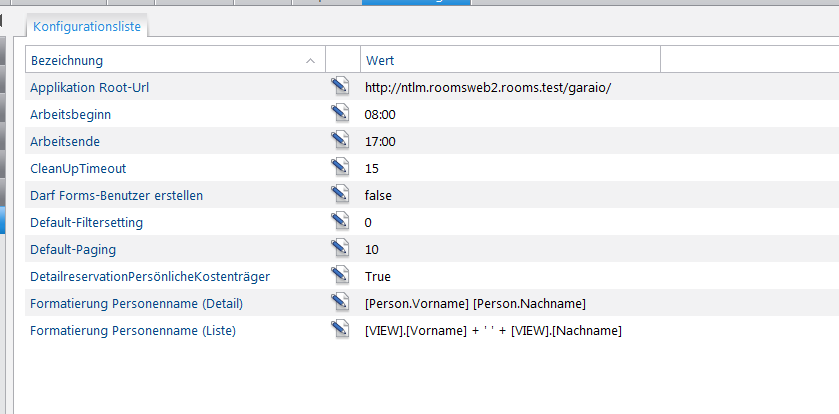 Konfigurationsliste
Bezeichnung Wert
Applikation Root-Url http://ntlm.roomsweb2.rooms.test/garaio/
Arbeitsbeginn 08:00
Arbeitsende 17:00
CleanUpTimeout 15
Darf Forms-Benutzer erstellen false
Default-Filtersetting 0
Default-Paging 10
DetailreservationPersönlicheKostenträger True
Formatierung Personenname (Detail) [Person.Vorname] [Person.Nachname]
Formatierung Personenname (Liste) [VIEW].[Vorname] + ' ' + [VIEW].[Nachname]